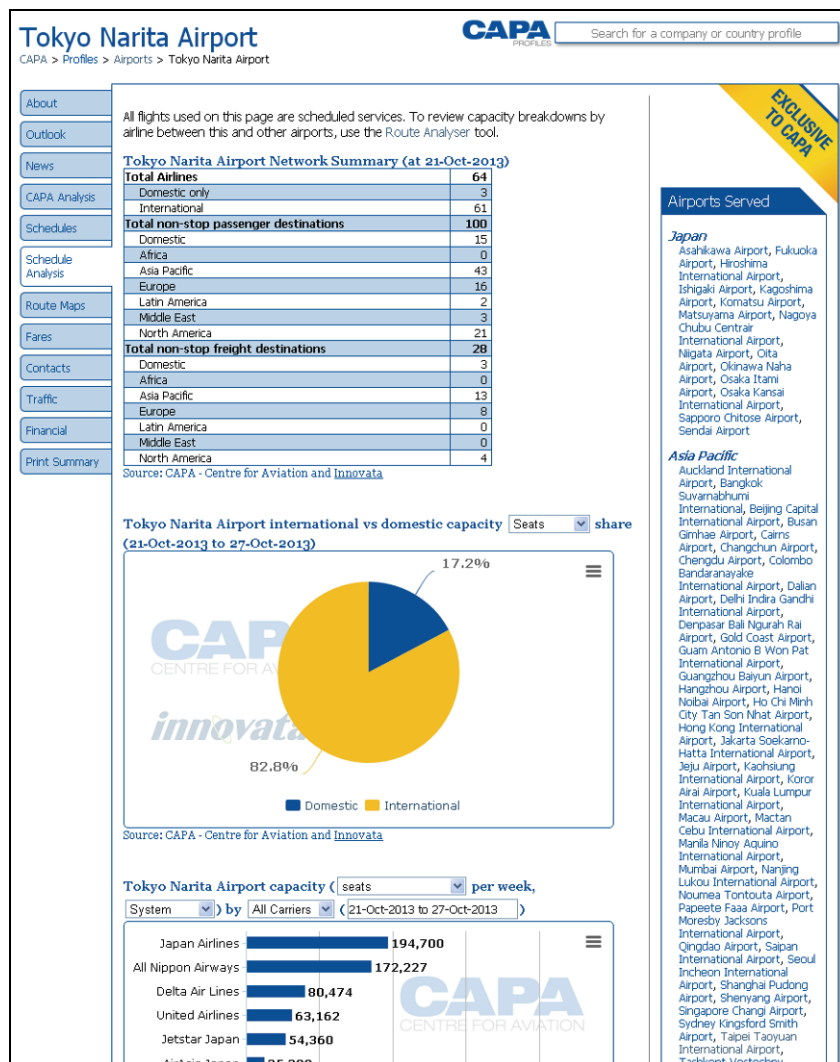 Tokyo Narita Airport
CAPA PROFILES
Search for a company or country profile
CAPA > Profiles > Airports > Tokyo Narita Airport
About
Outlook
News
CAPA Analysis
Schedules
Schedule
Analysis
Route Maps
Fares
Contacts
Traffic
Financial
Print Summary
All flights used on this page are scheduled services. To review capacity breakdowns by
airline between this and other airports, use the Route Analyser tool.
Tokyo Narita Airport Network Summary (at 21-Oct-2013)
Total Airlines 64
Domestic only 3
International 61
Total non-stop passenger destinations 100
Domestic 15
Africa 0
Asia Pacific 43
Europe 16
Latin America 2
Middle East 3
North America 21
Total non-stop freight destinations 28
Domestic 3
Africa 0
Asia Pacific 13
Europe 8
Latin America 0
Middle East 0
North America 4
Source: CAPA - Centre for Aviation and Innovata
Tokyo Narita Airport international vs domestic capacity Seats share
(21-Oct-2013 to 27-Oct-2013)
17.2%
CAPA
CENTRE FOR AV
innovata
82.8%
Domestic International
Source: CAPA - Centre for Aviation and Innovata
Tokyo Narita Airport capacity ( seats per week,
System ) by All Carriers ( 21-Oct-2013 to 27-Oct-2013 )
Japan Airlines 194,700
All Nippon Airways 172,227
Delta Air Lines 80,474
United Airlines 63,162
Jetstar Japan 54,360
CAPA
CENTRE FOR AVIATION
EXCLUSIVE
TO CAPA
Airports Served
Japan
Asahikawa Airport, Fukuoka
Airport, Hiroshima
International Airport,
Ishigaki Airport, Kagoshima
Airport, Komatsu Airport,
Matsuyama Airport, Nagoya
Chubu Centrair
International Airport,
Niigata Airport, Oita
Airport, Okinawa Naha
Airport, Osaka Itami
Airport, Osaka Kansai
International Airport,
Sapporo Chitose Airport,
Sendai Airport
Asia Pacific
Auckland International
Airport, Bangkok
Suvarnabhumi
International, Beijing Capital
International Airport, Busan
Gimhae Airport, Cairns
Airport, Changchun Airport,
Chengdu Airport, Colombo
Bandaranayake
International Airport, Dalian
Airport, Delhi Indira Gandhi
International Airport,
Denpasar Bali Ngurah Rai
Airport, Gold Coast Airport,
Guam Antonio B Won Pat
International Airport,
Guangzhou Baiyun Airport,
Hangzhou Airport, Hanoi
Noibai Airport, Ho Chi Minh
City Tan Son Nhat Airport,
Hong Kong International
Airport, Jakarta Soekarno-
Hatta International Airport,
Jeju Airport, Kaohsiung
International Airport, Koror
Airai Airport, Kuala Lumpur
International Airport,
Macau Airport, Mactan
Cebu International Airport,
Manila Ninoy Aquino
International Airport,
Mumbai Airport, Nanjing
Lukou International Airport,
Noumea Tontouta Airport,
Papeete Faaa Airport, Port
Moresby Jacksons
International Airport,
Qingdao Airport, Saipan
International Airport, Seoul
Incheon International
Airport, Shanghai Pudong
Airport, Shenyang Airport,
Singapore Changi Airport,
Sydney Kingsford Smith
Airport, Taipei Taoyuan
International Airport,